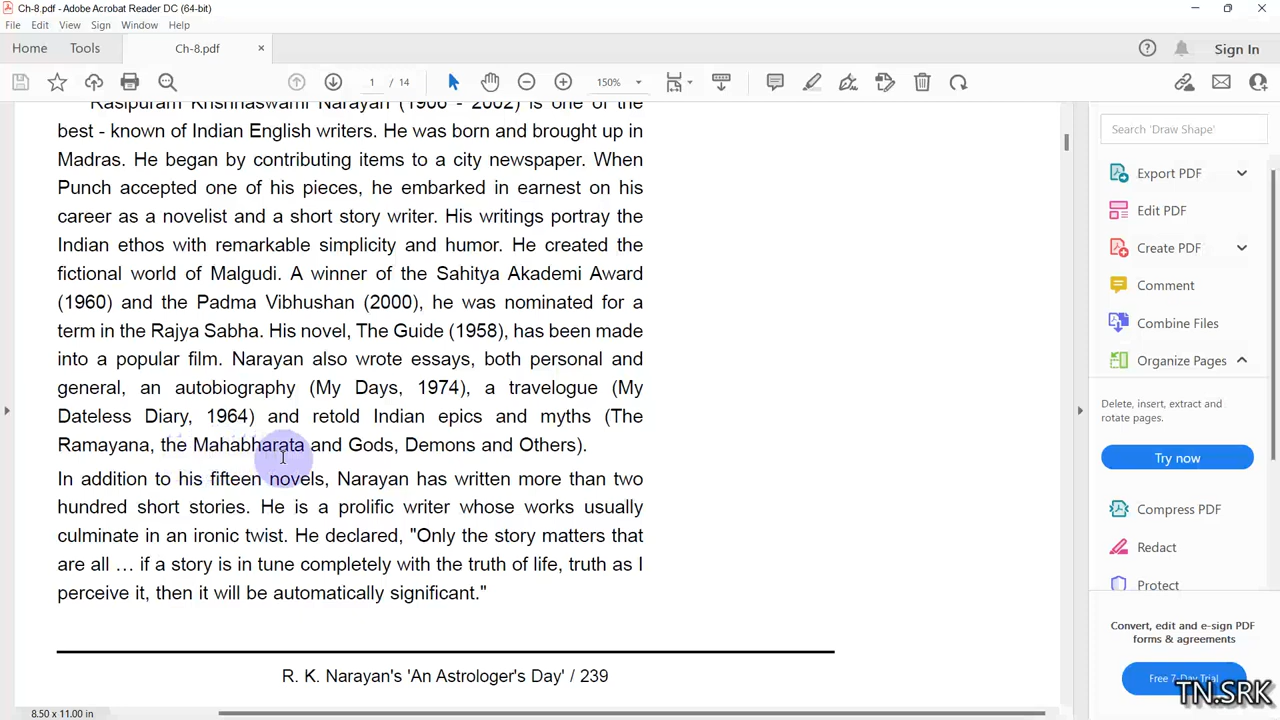 Ch-8.pdf - Adobe Acrobat Reader DC (64-bit)
File Edit View Sign Window Help
Home Tools Ch-8.pdf × Sign In
1 / 14 150%
Rasipuram Krishnaswami Narayan (1906 - 2002) is one of the
best - known of Indian English writers. He was born and brought up in
Madras. He began by contributing items to a city newspaper. When
Punch accepted one of his pieces, he embarked in earnest on his
career as a novelist and a short story writer. His writings portray the
Indian ethos with remarkable simplicity and humor. He created the
fictional world of Malgudi. A winner of the Sahitya Akademi Award
(1960) and the Padma Vibhushan (2000), he was nominated for a
term in the Rajya Sabha. His novel, The Guide (1958), has been made
into a popular film. Narayan also wrote essays, both personal and
general, an autobiography (My Days, 1974), a travelogue (My
Dateless Diary, 1964) and retold Indian epics and myths (The
Ramayana, the Mahabharata and Gods, Demons and Others).
In addition to his fifteen novels, Narayan has written more than two
hundred short stories. He is a prolific writer whose works usually
culminate in an ironic twist. He declared, "Only the story matters that
are all … if a story is in tune completely with the truth of life, truth as I
perceive it, then it will be automatically significant."
R. K. Narayan's 'An Astrologer's Day' / 239
8.50 x 11.00 in
Search 'Draw Shape'
Export PDF
Edit PDF
Create PDF
Comment
Combine Files
Organize Pages
Delete, insert, extract and
rotate pages.
Try now
Compress PDF
Redact
Protect
Convert, edit and e-sign PDF
forms & agreements
Free 7-Day Trial
TN.SRK